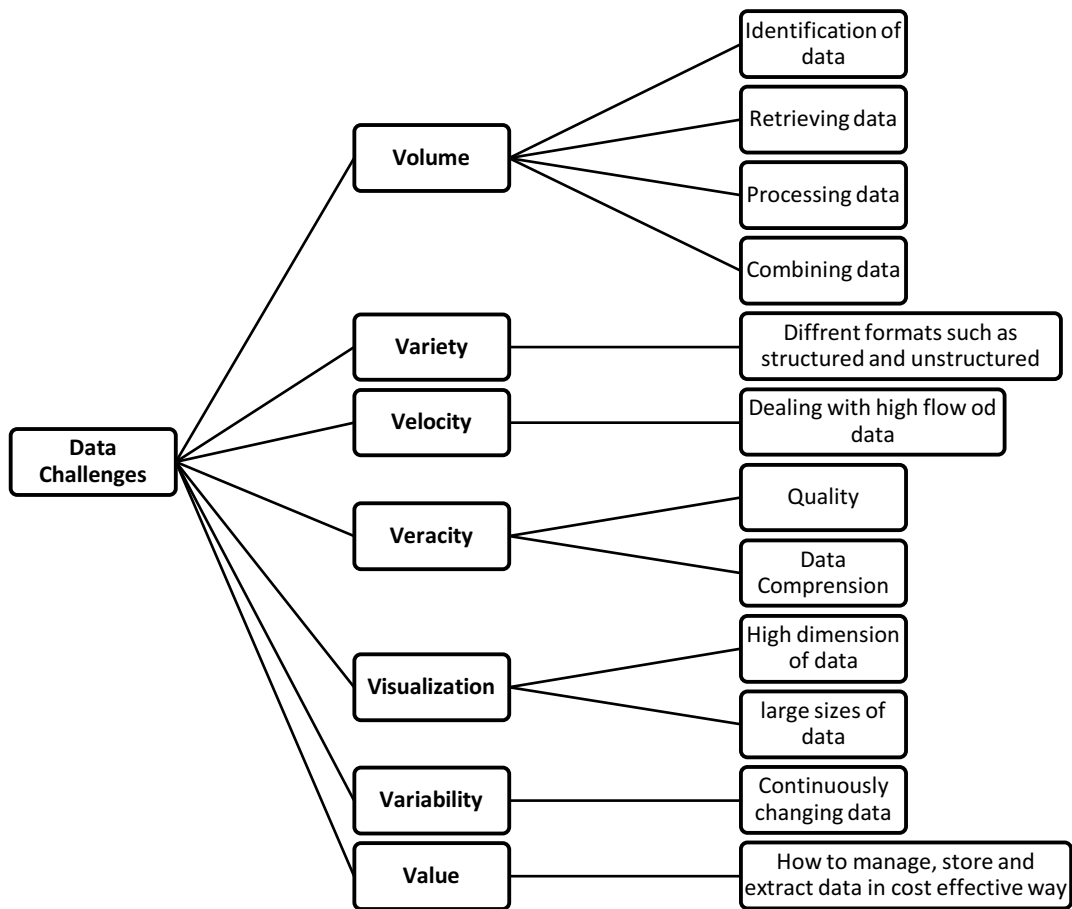 Data
Challenges
Volume
Identification of
data
Retrieving data
Processing data
Combining data
Variety
Diffrent formats such as
structured and unstructured
Velocity
Dealing with high flow od
data
Veracity
Quality
Data
Comprension
Visualization
High dimension
of data
large sizes of
data
Variability
Continuously
changing data
Value
How to manage, store and
extract data in cost effective way